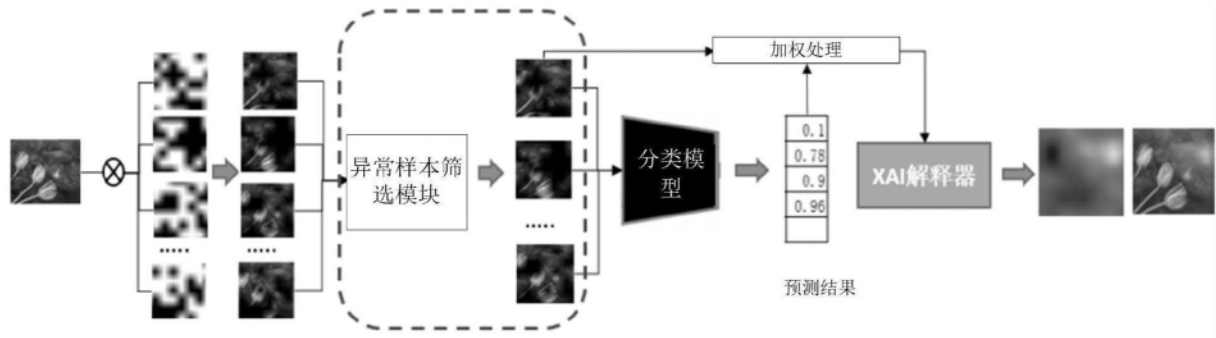 加权处理
异常样本筛
选模块
分类模
型
0.1
0.78
0.9
0.96
XAI解释器
.....
.....
.....
预测结果